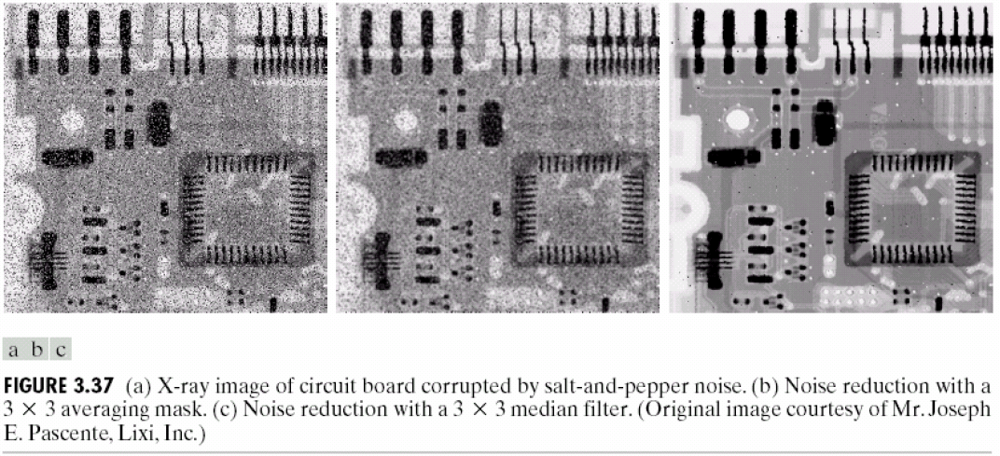 a b c
FIGURE 3.37 (a) X-ray image of circuit board corrupted by salt-and-pepper noise. (b) Noise reduction with a
3 × 3 averaging mask. (c) Noise reduction with a 3 × 3 median filter. (Original image courtesy of Mr. Joseph
E. Pascente, Lixi, Inc.)